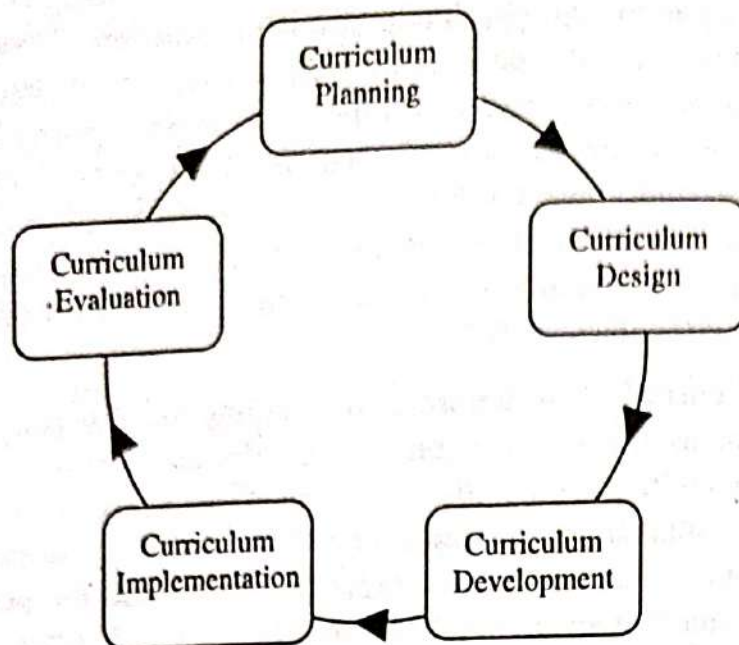 Curriculum
Planning
Curriculum
Design
Curriculum
Development
Curriculum
Implementation
Curriculum
Evaluation